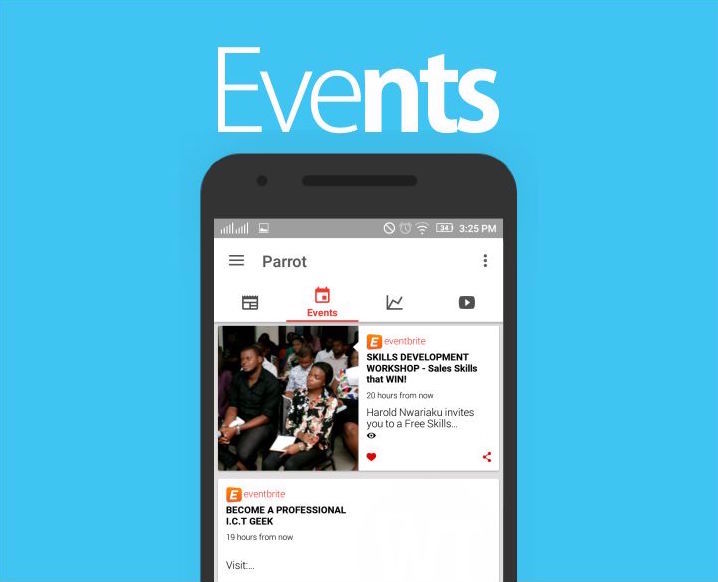 Events
34 3:25 PM
Parrot
Events
E eventbrite
SKILLS DEVELOPMENT
WORKSHOP - Sales Skills
that WIN!
20 hours from now
Harold Nwariaku invites
you to a Free Skills...
E eventbrite
BECOME A PROFESSIONAL
I.C.T GEEK
19 hours from now
Visit:...